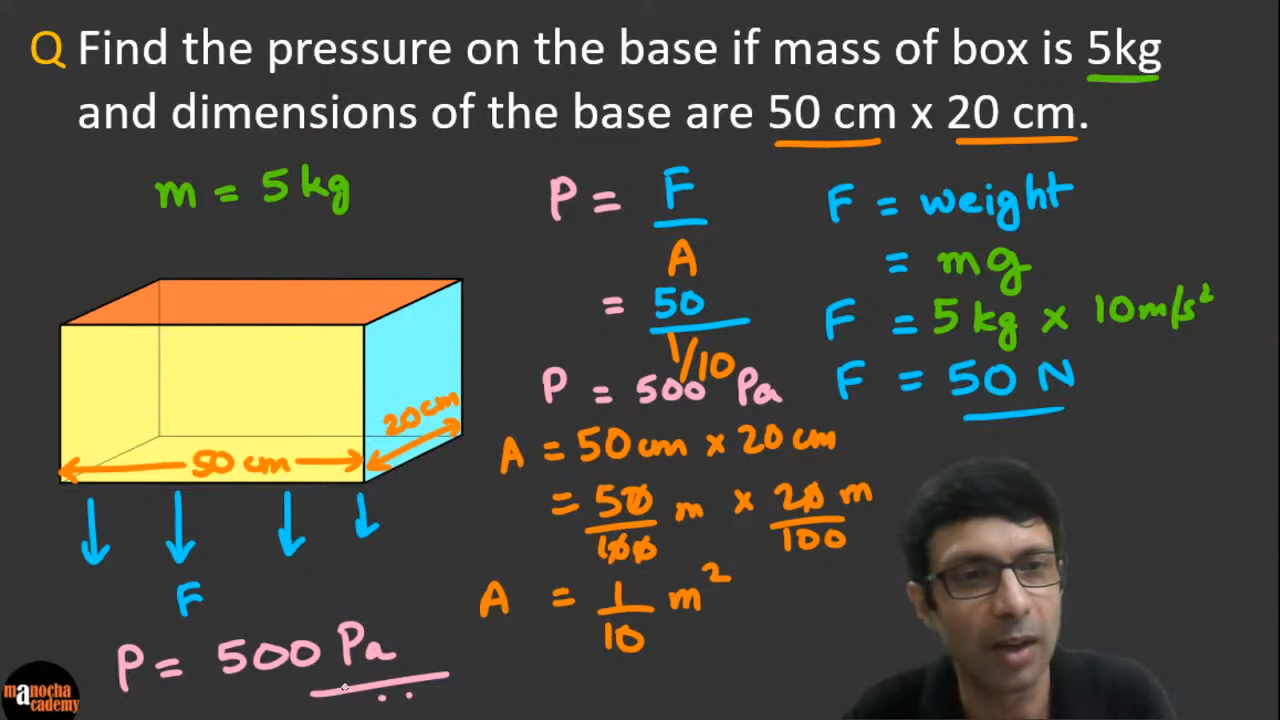 Q Find the pressure on the base if mass of box is 5kg
and dimensions of the base are 50 cm x 20 cm.
m = 5 kg
P = F
A
= 50
1/10
P = 500 Pa
F = weight
= mg
F = 5 kg x 10 m/s²
F = 50 N
A = 50 cm x 20 cm
= 50 m x 20 m
100 100
A = 1 m²
10
20 cm
50 cm
F
P = 500 Pa
manocha
academy